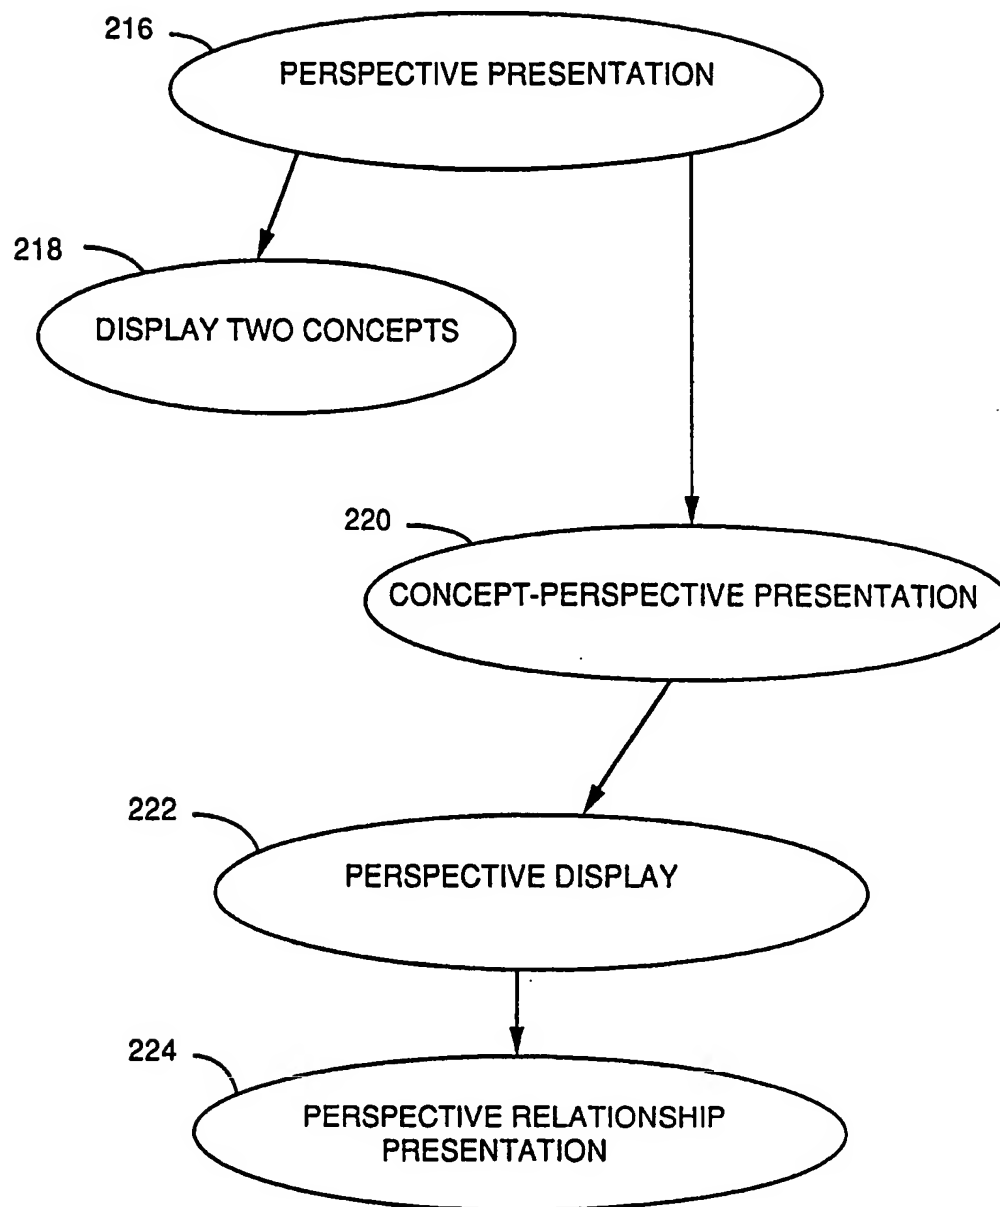 216
PERSPECTIVE PRESENTATION
218
DISPLAY TWO CONCEPTS
220
CONCEPT-PERSPECTIVE PRESENTATION
222
PERSPECTIVE DISPLAY
224
PERSPECTIVE RELATIONSHIP
PRESENTATION